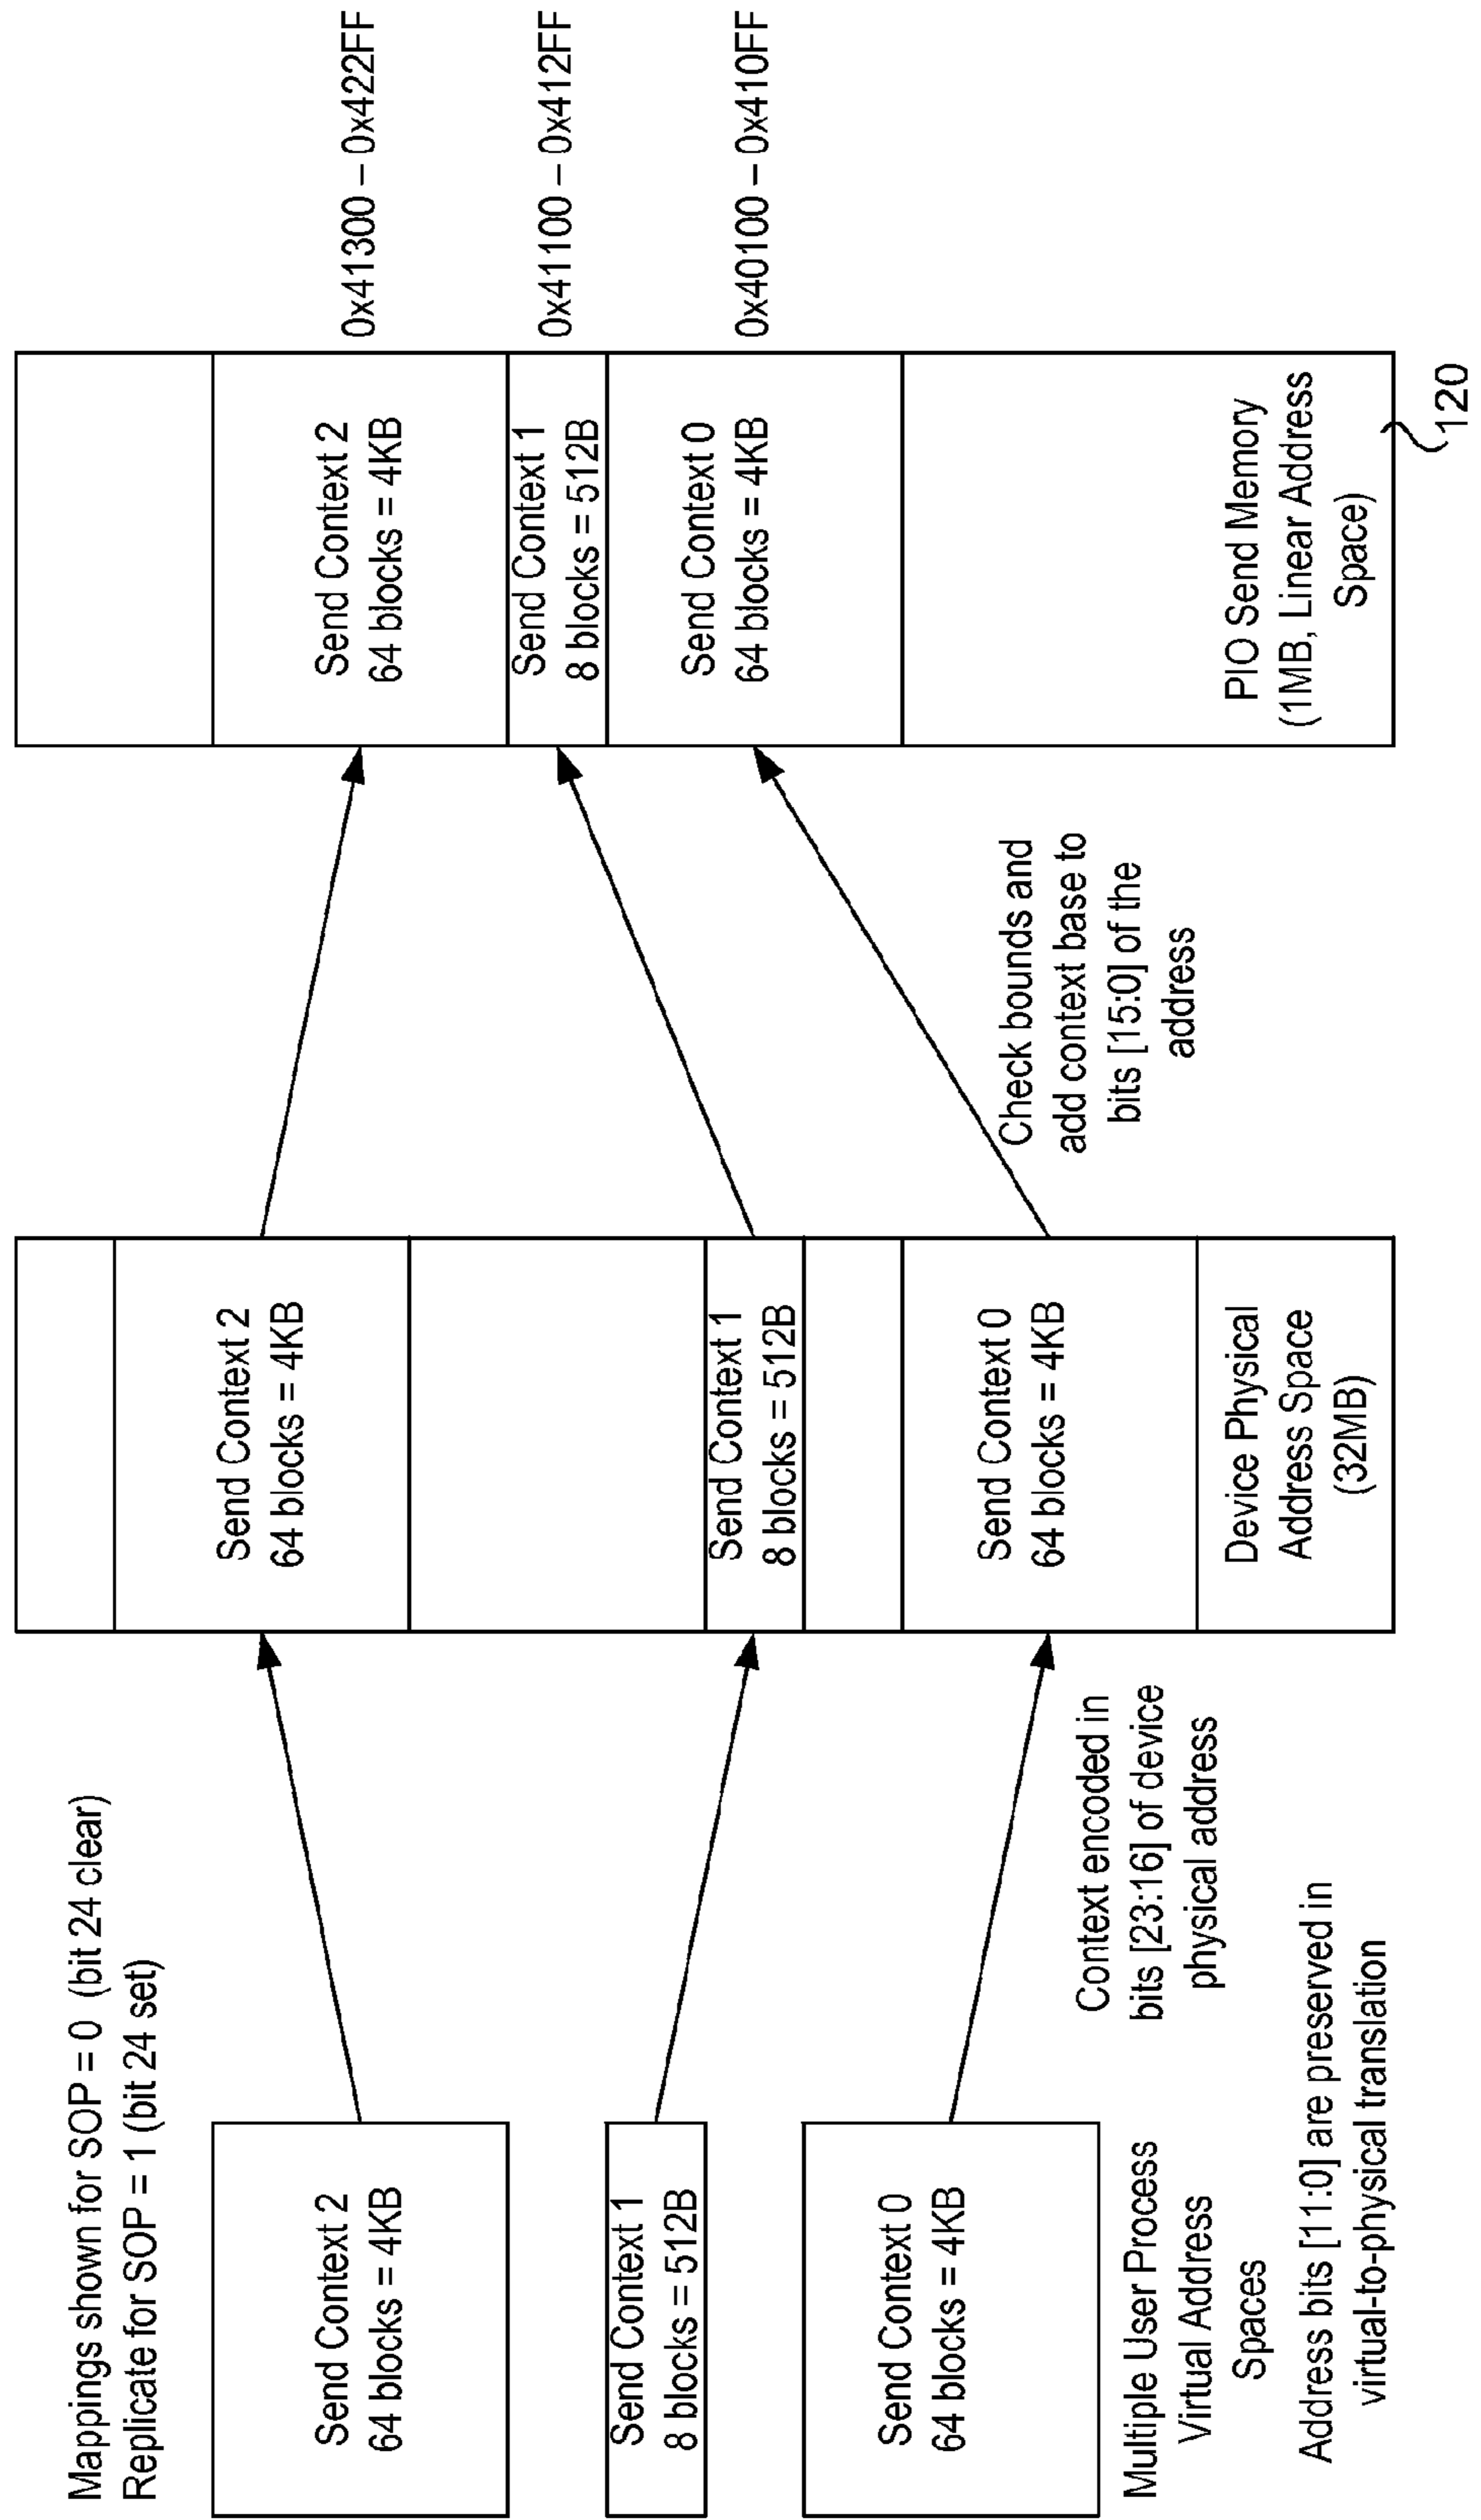 Mappings shown for SOP = 0 (bit 24 clear)
Replicate for SOP = 1 (bit 24 set)
Send Context 2
64 blocks = 4KB
Send Context 1
8 blocks = 512B
Send Context 0
64 blocks = 4KB
Multiple User Process
Virtual Address
Spaces
Address bits [11:0] are preserved in
virtual-to-physical translation
Context encoded in
bits [23:16] of device
physical address
Send Context 2
64 blocks = 4KB
Send Context 1
8 blocks = 512B
Send Context 0
64 blocks = 4KB
Device Physical
Address Space
(32MB)
Check bounds and
add context base to
bits [15:0] of the
address
Send Context 2
64 blocks = 4KB
Send Context 1
8 blocks = 512B
Send Context 0
64 blocks = 4KB
PIO Send Memory
(1MB, Linear Address
Space)
0x41300 – 0x422FF
0x41100 – 0x412FF
0x40100 – 0x410FF
120